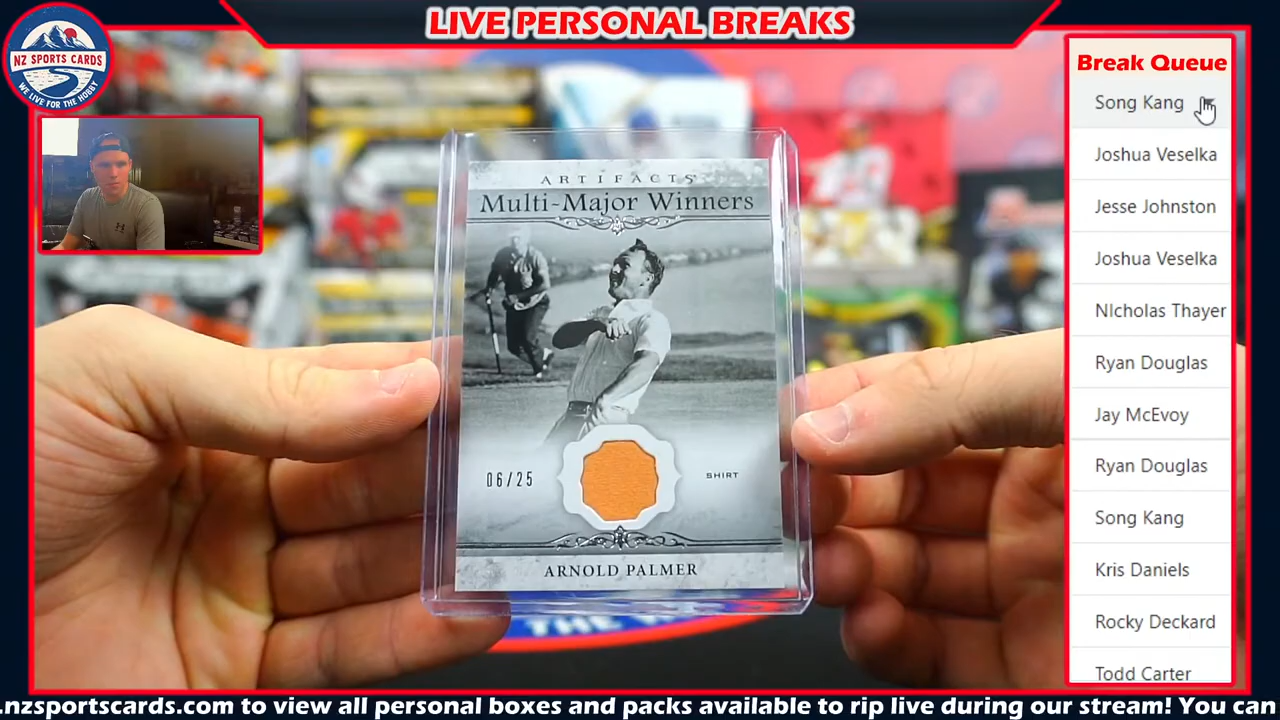 LIVE PERSONAL BREAKS
NZ SPORTS CARDS
WE LIVE FOR THE HOBBY
Break Queue
Song Kang
Joshua Veselka
Jesse Johnston
Joshua Veselka
NIcholas Thayer
Ryan Douglas
Jay McEvoy
Ryan Douglas
Song Kang
Kris Daniels
Rocky Deckard
Todd Carter
ARTIFACTS
Multi-Major Winners
06/25
SHIRT
ARNOLD PALMER
THE
.nzsportscards.com to view all personal boxes and packs available to rip live during our stream! You can